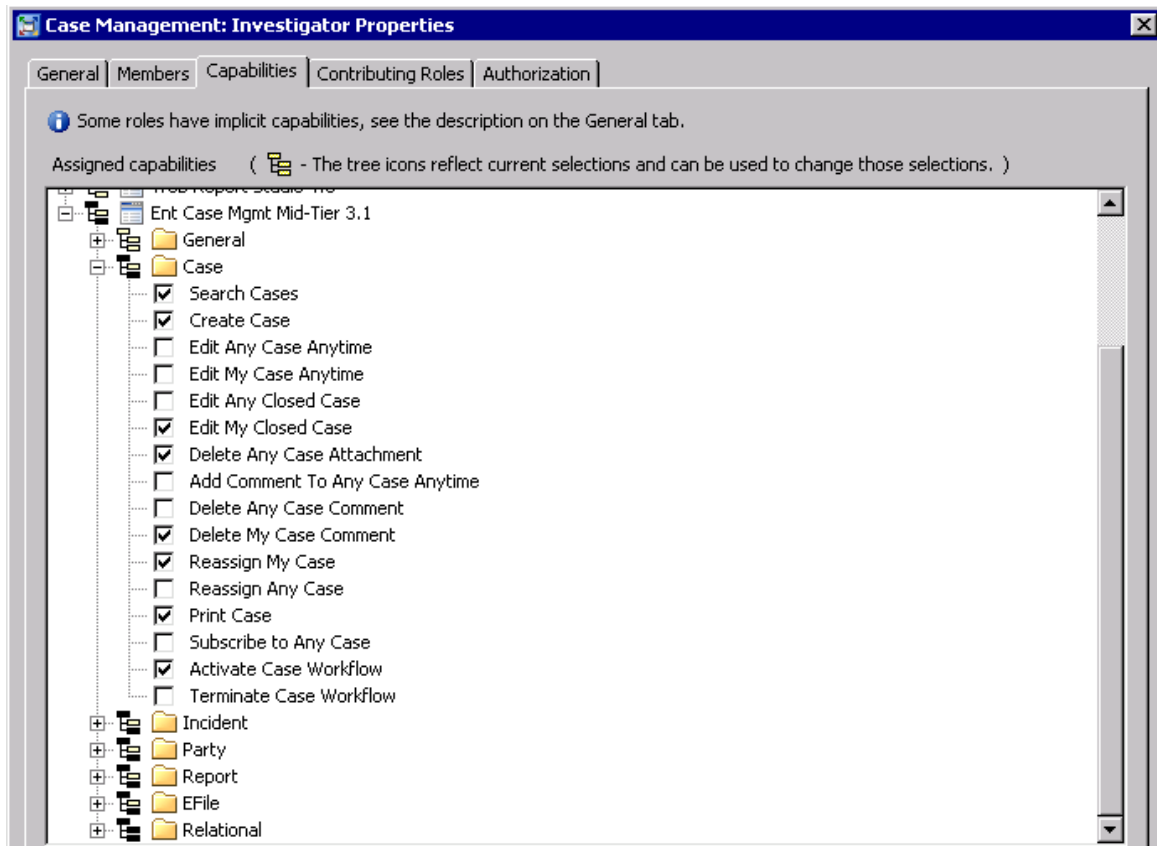 Case Management: Investigator Properties
General Members Capabilities Contributing Roles Authorization
Some roles have implicit capabilities, see the description on the General tab.
Assigned capabilities ( - The tree icons reflect current selections and can be used to change those selections. )
Ent Case Mgmt Mid-Tier 3.1
General
Case
Search Cases
Create Case
Edit Any Case Anytime
Edit My Case Anytime
Edit Any Closed Case
Edit My Closed Case
Delete Any Case Attachment
Add Comment To Any Case Anytime
Delete Any Case Comment
Delete My Case Comment
Reassign My Case
Reassign Any Case
Print Case
Subscribe to Any Case
Activate Case Workflow
Terminate Case Workflow
Incident
Party
Report
EFile
Relational